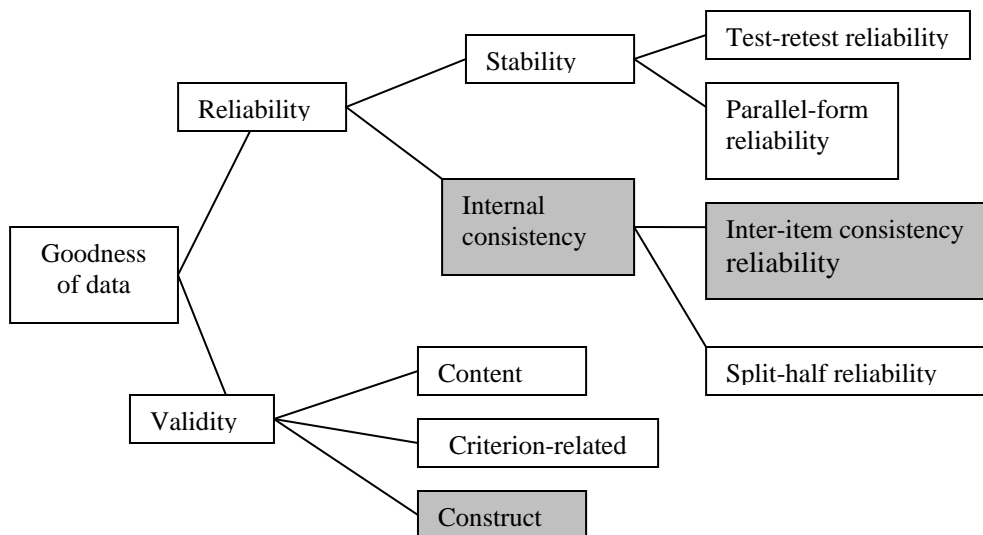 Test-retest reliability
Stability
Reliability
Parallel-form
reliability
Internal
consistency
Inter-item consistency
reliability
Goodness
of data
Split-half reliability
Content
Validity
Criterion-related
Construct